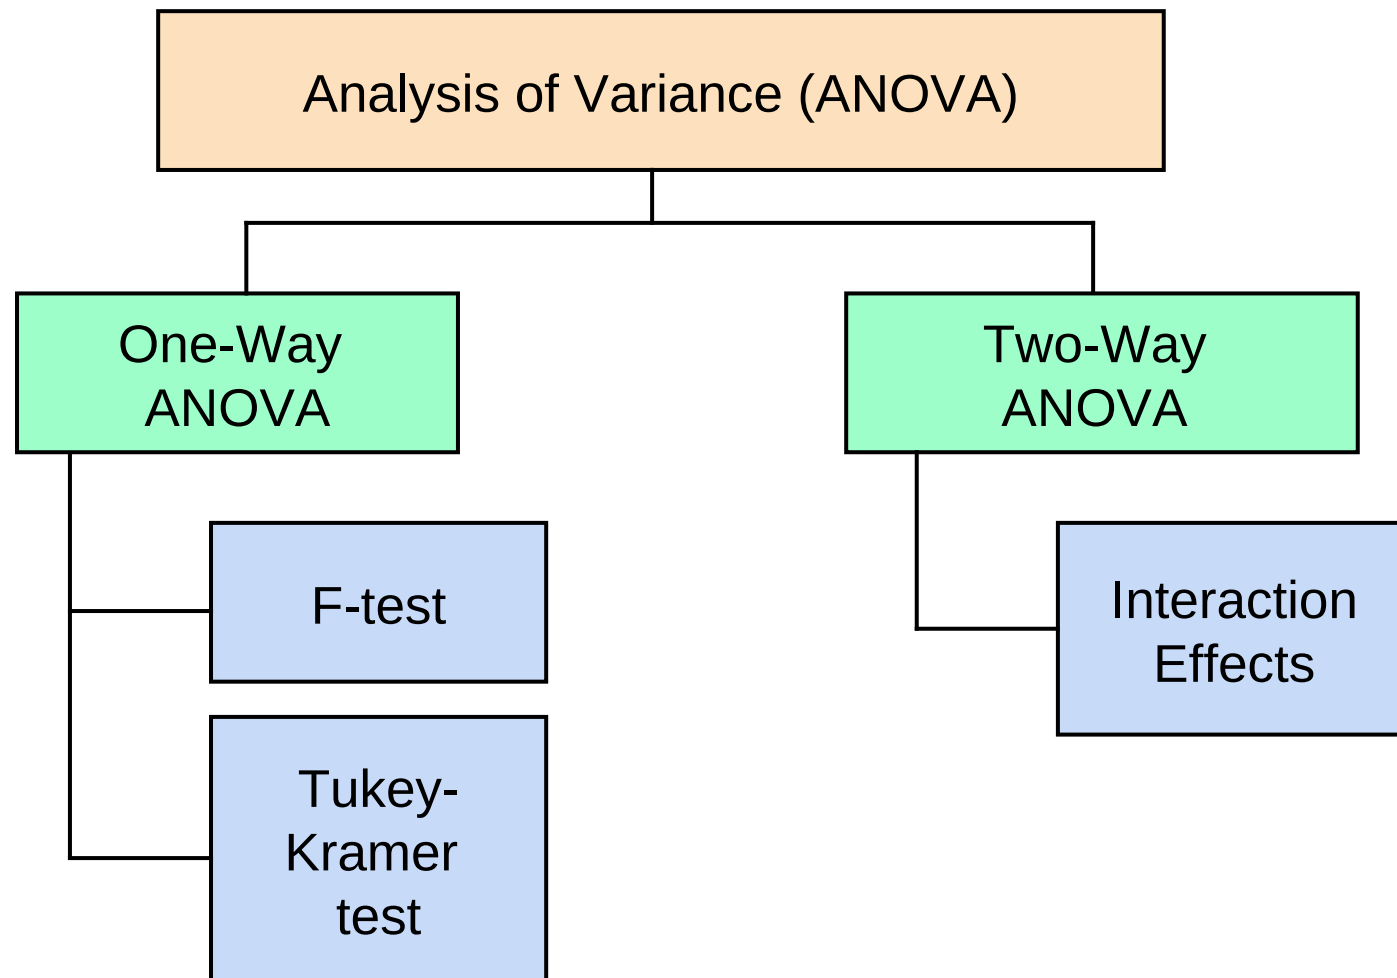 Analysis of Variance (ANOVA)
One-Way
ANOVA
Two-Way
ANOVA
F-test
Interaction
Effects
Tukey-
Kramer
test